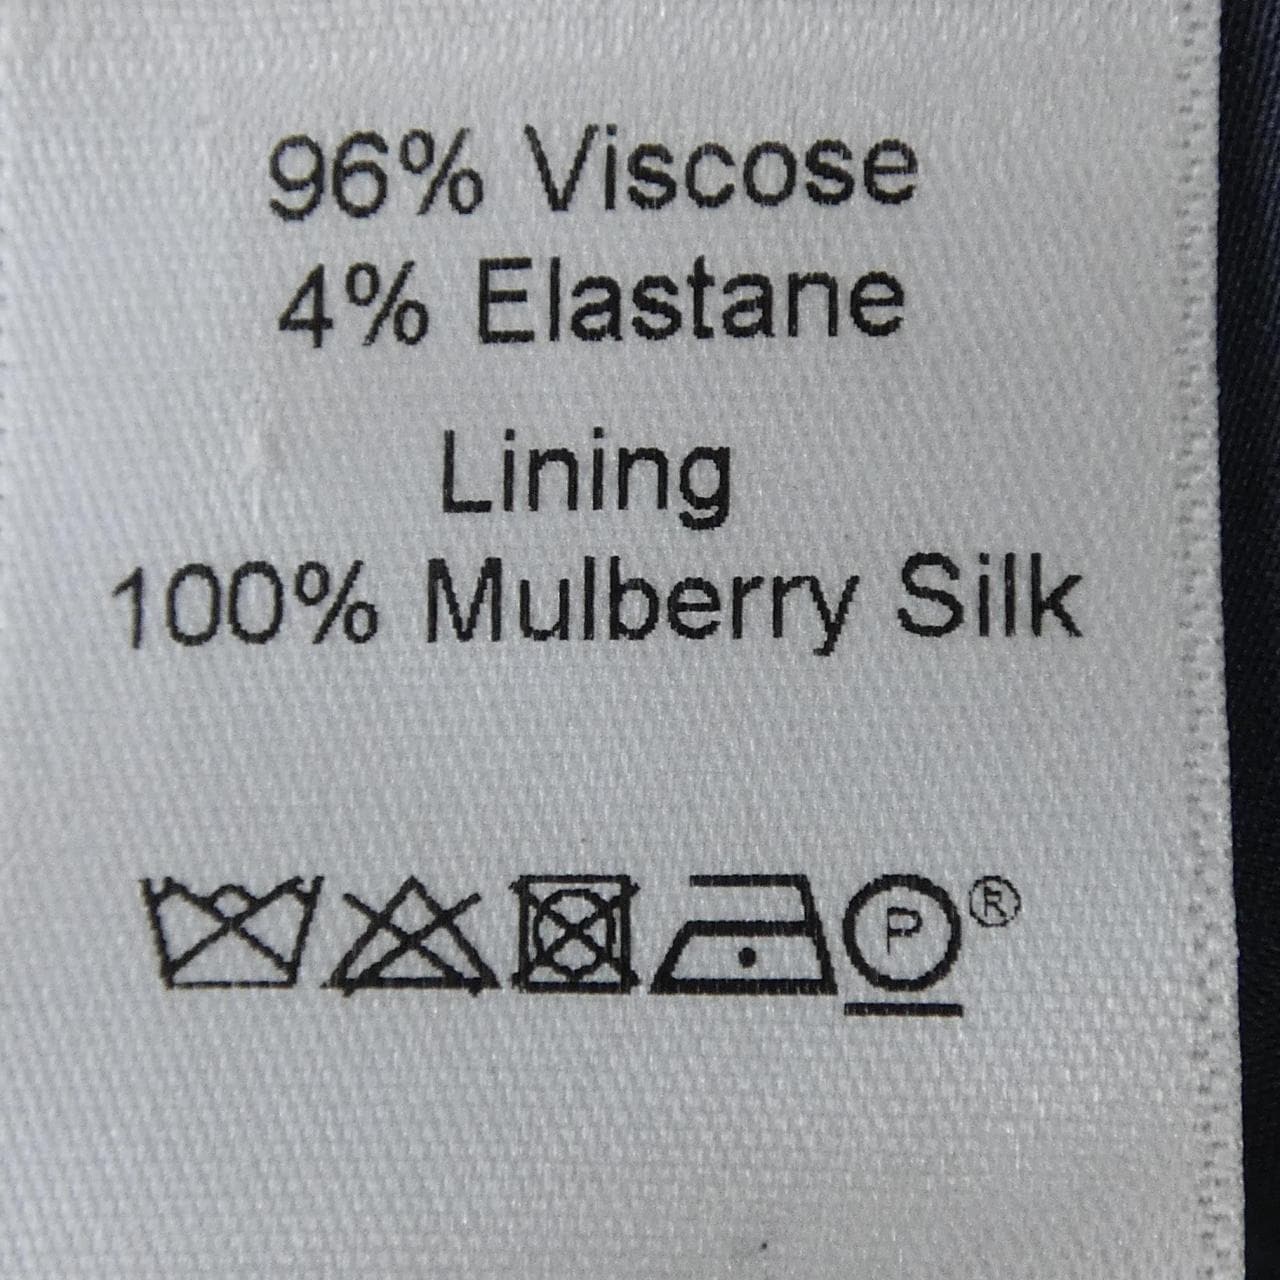 96% Viscose
4% Elastane
Lining
100% Mulberry Silk
P ®